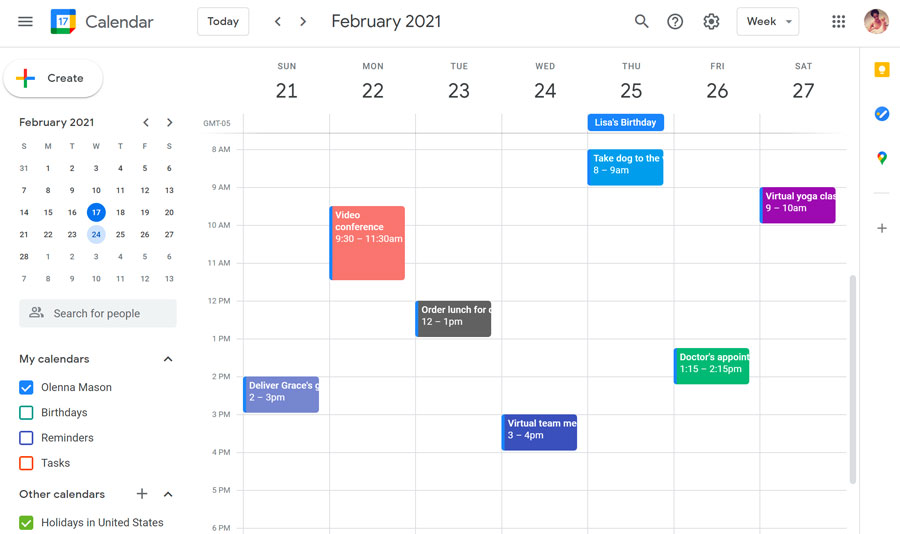 17 Calendar Today February 2021 Week
Create
February 2021
S M T W T F S
31 1 2 3 4 5 6
7 8 9 10 11 12 13
14 15 16 17 18 19 20
21 22 23 24 25 26 27
28 1 2 3 4 5 6
7 8 9 10 11 12 13
Search for people
My calendars
Olenna Mason
Birthdays
Reminders
Tasks
Other calendars
Holidays in United States
SUN MON TUE WED THU FRI SAT
21 22 23 24 25 26 27
GMT-05
Lisa's Birthday
8 AM
Take dog to the
8 – 9am
9 AM
Virtual yoga clas
9 – 10am
10 AM
Video
conference
9:30 – 11:30am
11 AM
12 PM
Order lunch for
12 – 1pm
1 PM
Doctor's appoint
1:15 – 2:15pm
2 PM
Deliver Grace's g
2 – 3pm
3 PM
Virtual team me
3 – 4pm
4 PM
5 PM
6 PM